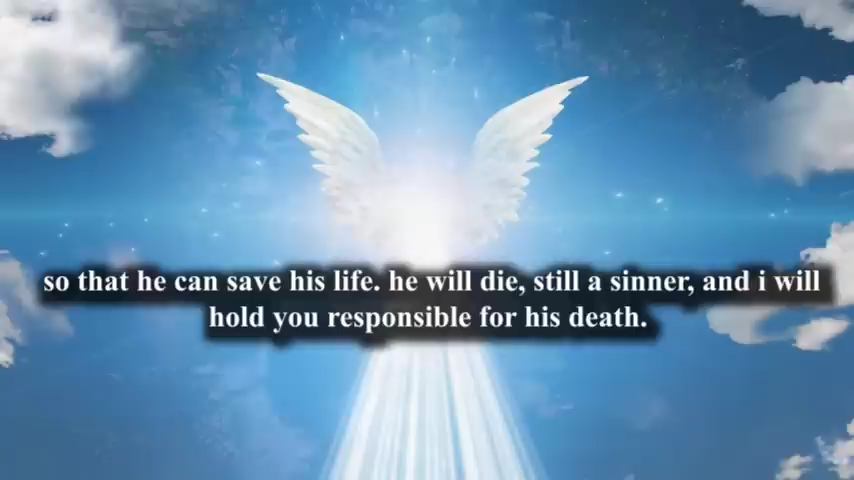 so that he can save his life. he will die, still a sinner, and i will
hold you responsible for his death.